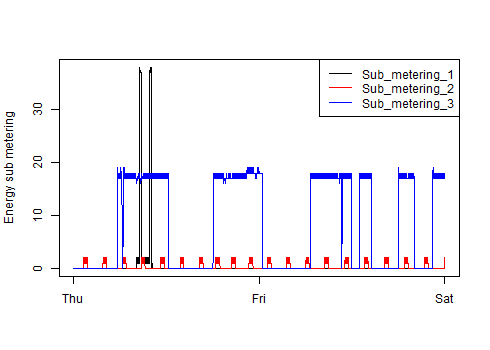 Sub_metering_1
Sub_metering_2
Sub_metering_3
Energy sub metering
30
20
10
0
Thu Fri Sat